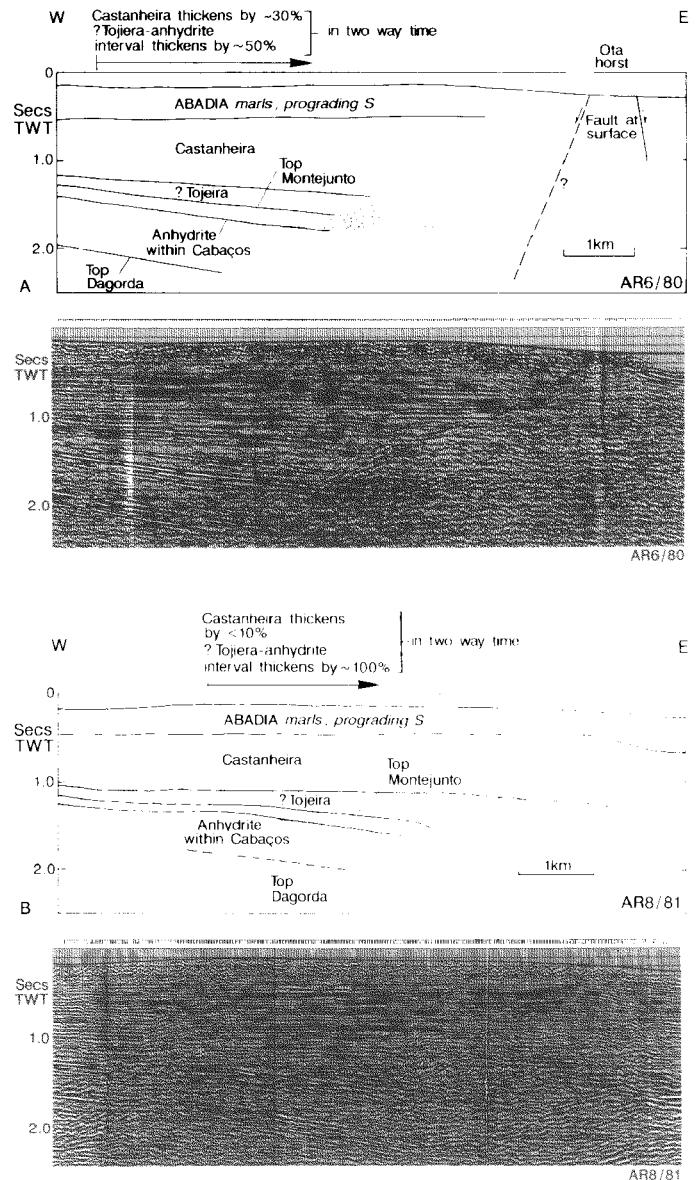 W
E
Castanheira thickens by ~30%
? Tojiera-anhydrite
interval thickens by ~50%
in two way time
Ota
horst
0
Secs
TWT
1.0
2.0
ABADIA marls, prograding S
Castanheira
Fault at
surface
Top
Montejunto
? Tojeira
?
Anhydrite
within Cabaços
1km
Top
Dagorda
A
AR6/80
Secs
TWT
1.0
2.0
AR6/80
Castanheira thickens
by <10%
? Tojiera-anhydrite
interval thickens by ~100%
in two way time
W
E
0
Secs
TWT
1.0
2.0
ABADIA marls, prograding S
Castanheira
Top
Montejunto
? Tojeira
Anhydrite
within Cabaços
1km
Top
Dagorda
B
AR8/81
Secs
TWT
1.0
2.0
AR8/81